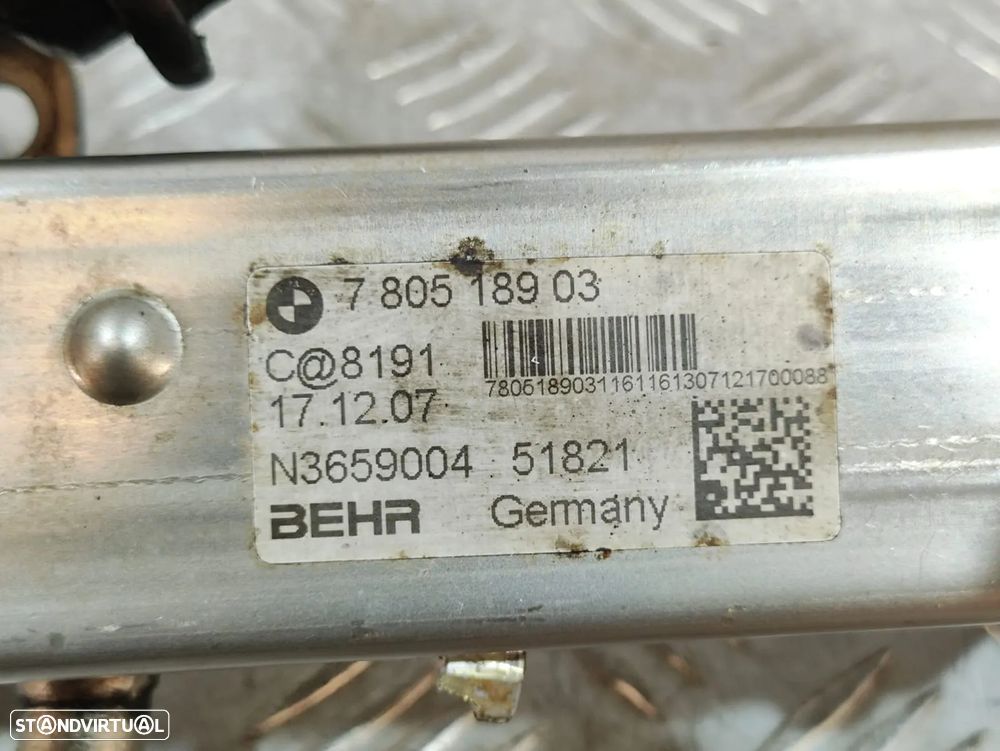 7 805 189 03
C@8191
7805189031161161307121700088
17.12.07
N3659004 51821
BEHR Germany
STANDVIRTUAL